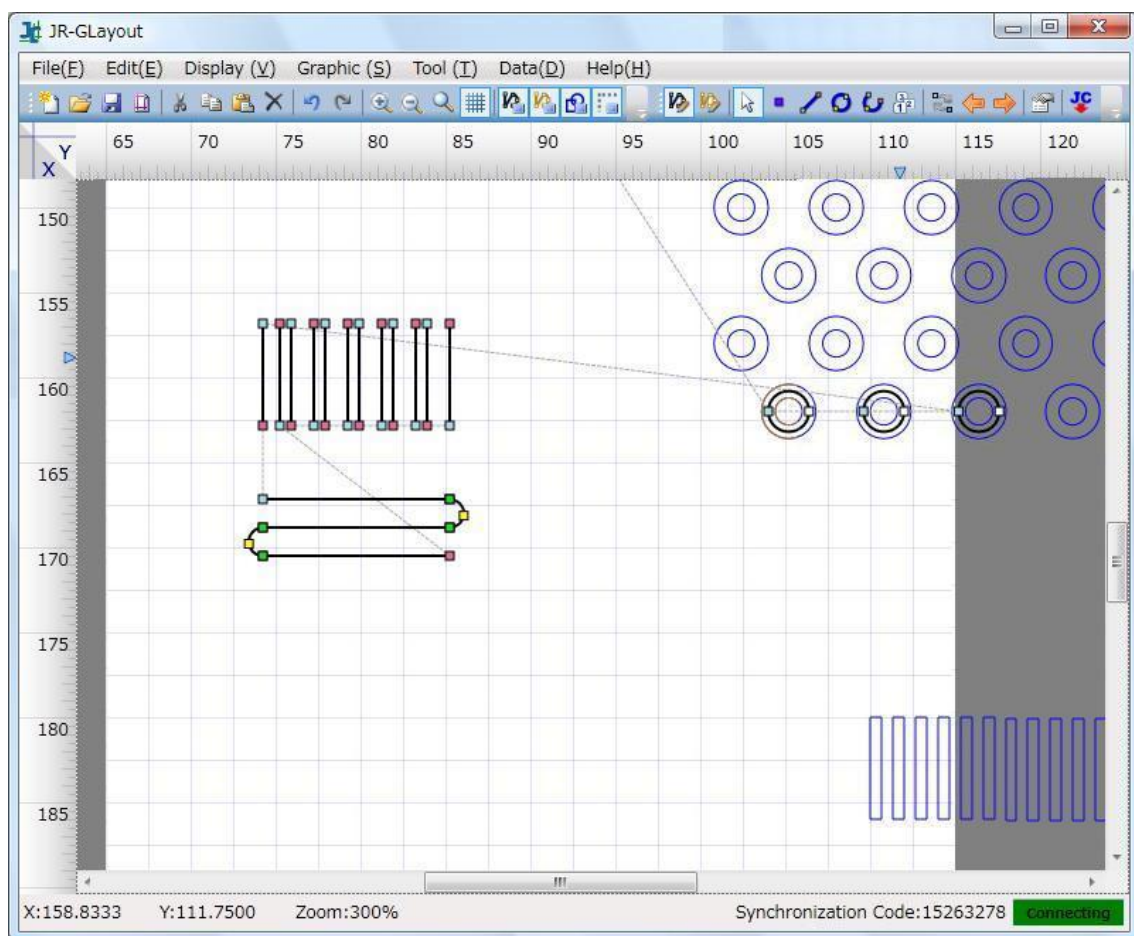 JR-GLayout
File(F) Edit(E) Display (V) Graphic (S) Tool (T) Data(D) Help(H)
JC
Y 65 70 75 80 85 90 95 100 105 110 115 120
X
150
155
160
165
170
175
180
185
X:158.8333 Y:111.7500 Zoom:300% Synchronization Code:15263278 Connecting